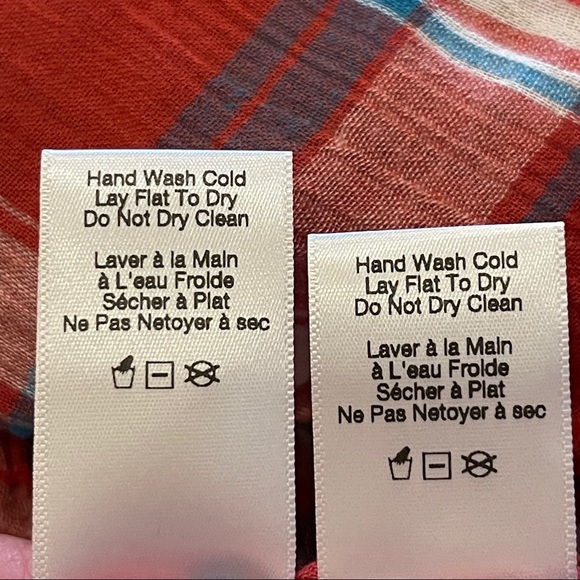 Hand Wash Cold
Lay Flat To Dry
Do Not Dry Clean
Laver à la Main
à L'eau Froide
Sécher à Plat
Ne Pas Netoyer à sec
Hand Wash Cold
Lay Flat To Dry
Do Not Dry Clean
Laver à la Main
à L'eau Froide
Sécher à Plat
Ne Pas Netoyer à sec